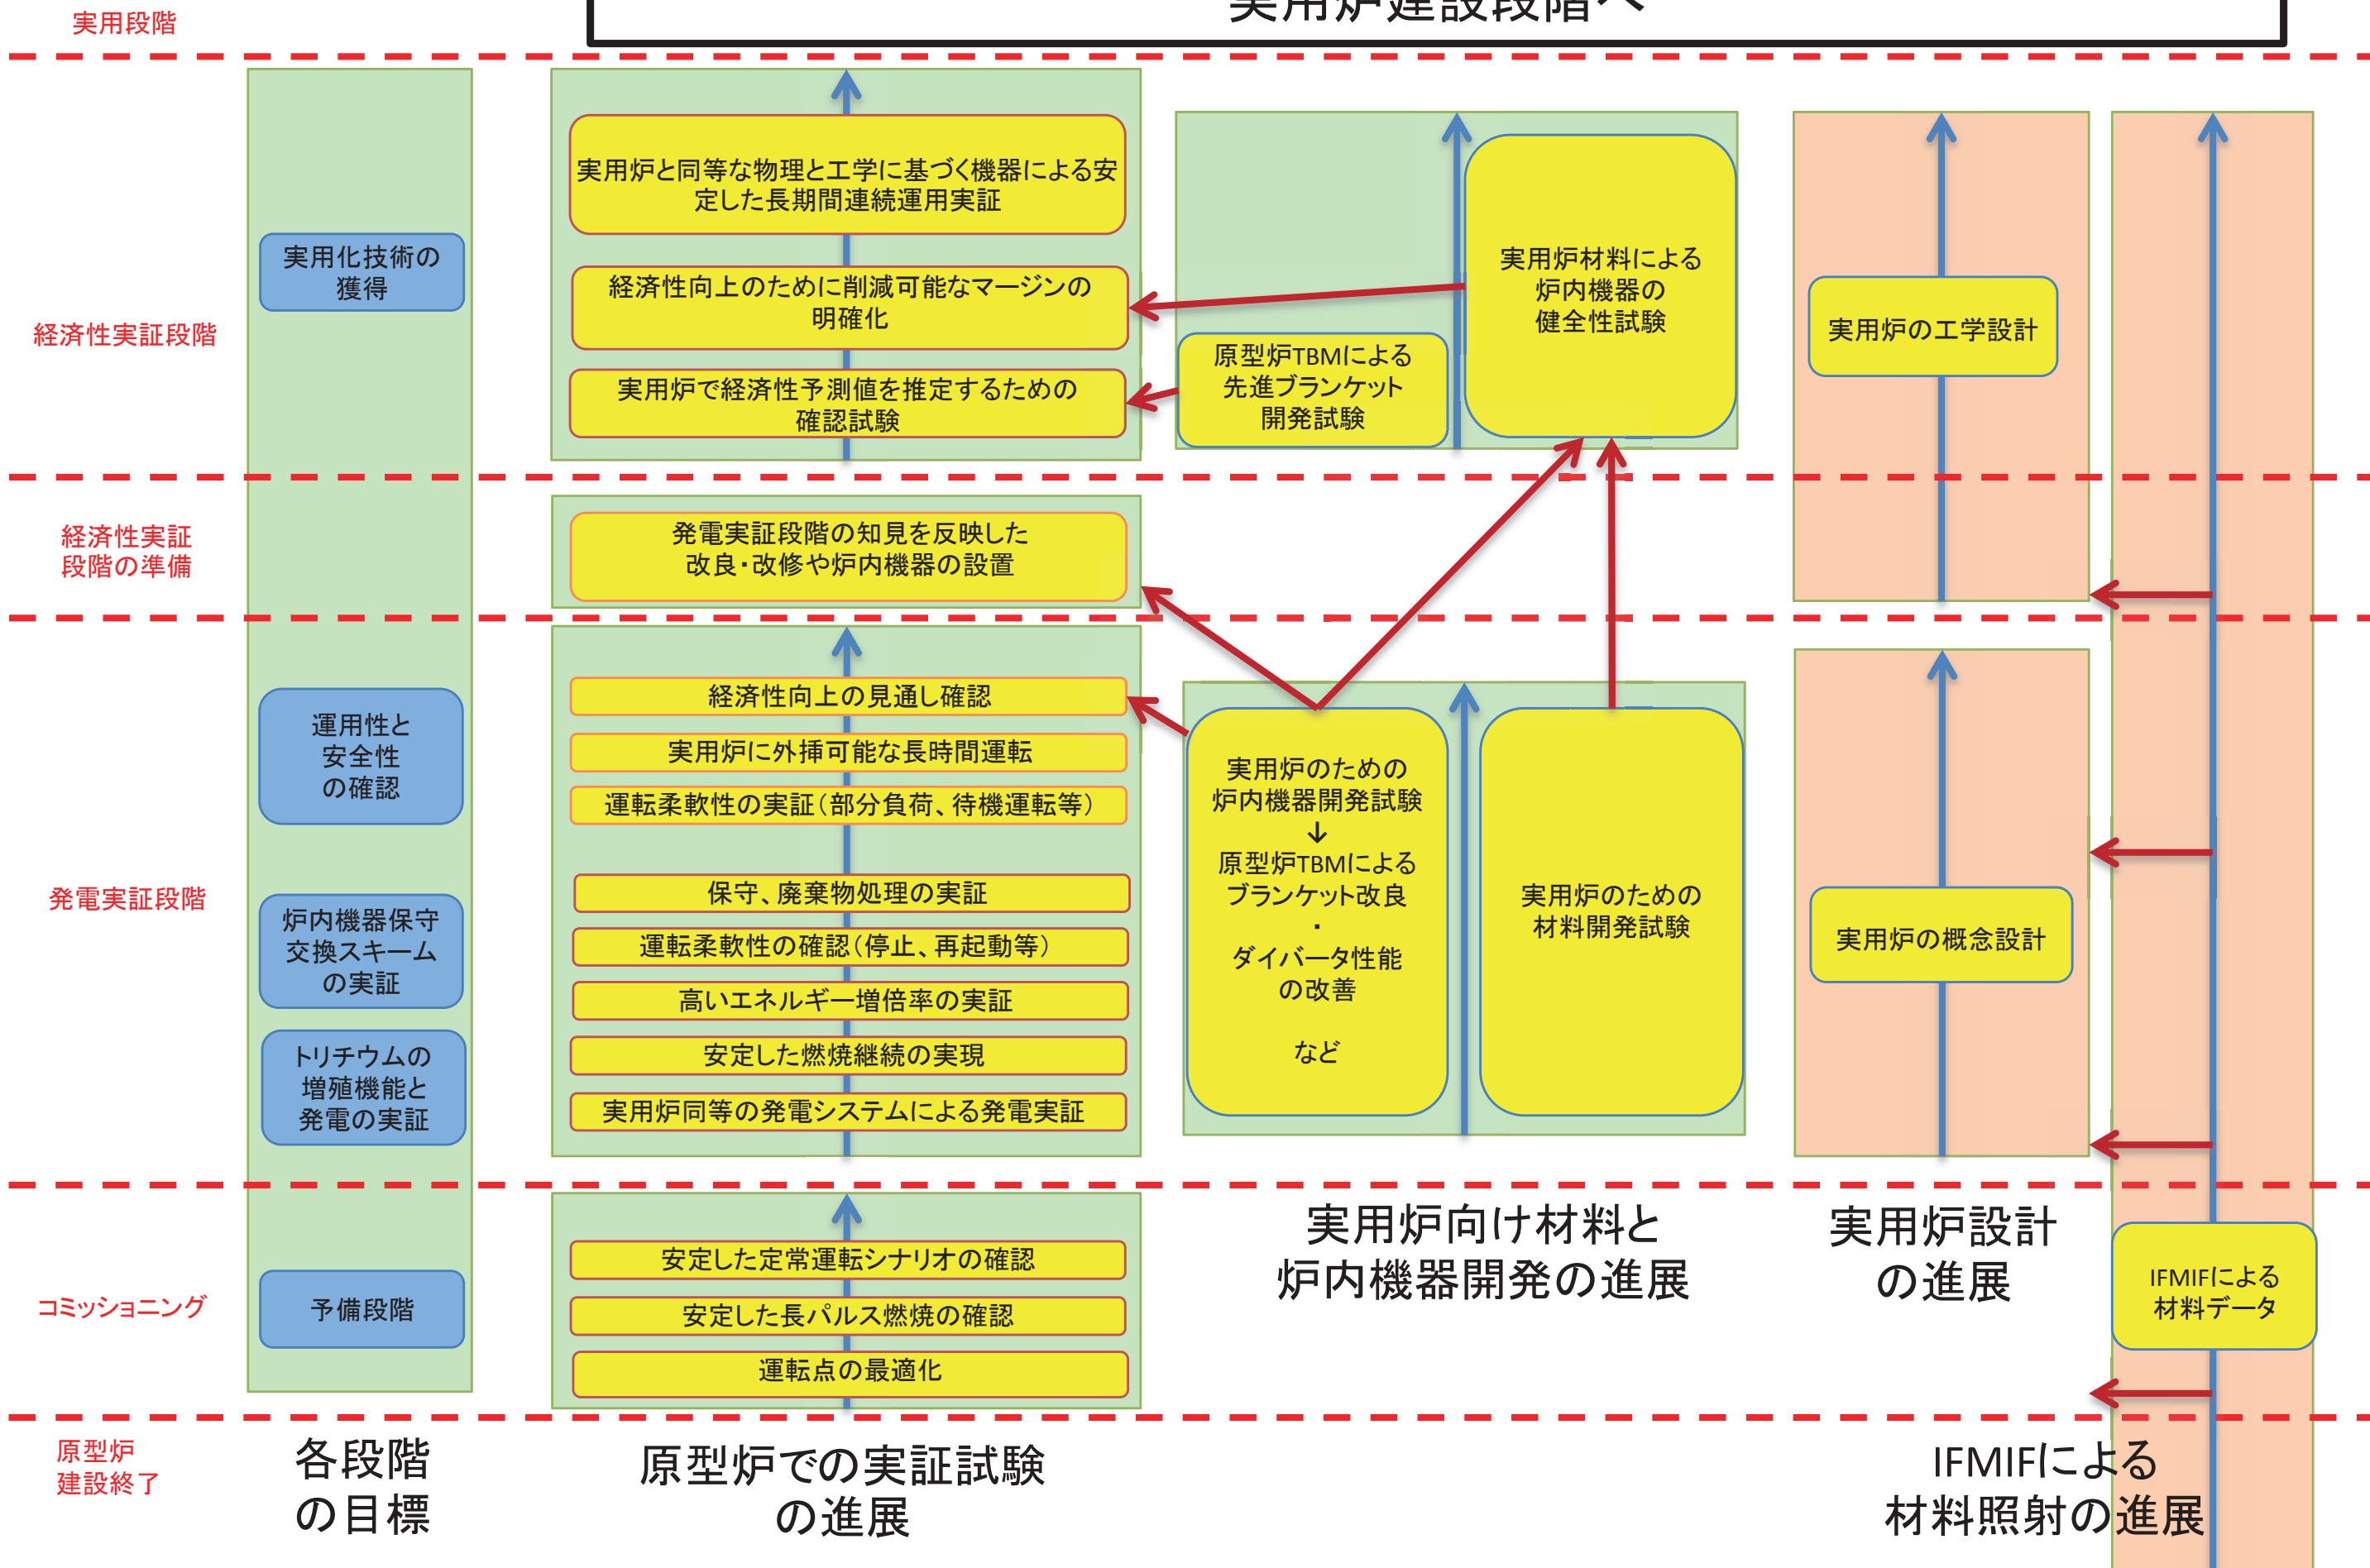 実用炉建設段階へ
実用段階
経済性実証段階
実用化技術の
獲得
実用炉と同等な物理と工学に基づく機器による安
定した長期間連続運用実証
経済性向上のために削減可能なマージンの
明確化
実用炉で経済性予測値を推定するための
確認試験
原型炉TBMによる
先進ブランケット
開発試験
実用炉材料による
炉内機器の
健全性試験
実用炉の工学設計
経済性実証
段階の準備
発電実証段階の知見を反映した
改良・改修や炉内機器の設置
発電実証段階
運用性と
安全性
の確認
炉内機器保守
交換スキーム
の実証
トリチウムの
増殖機能と
発電の実証
経済性向上の見通し確認
実用炉に外挿可能な長時間運転
運転柔軟性の実証(部分負荷、待機運転等)
保守、廃棄物処理の実証
運転柔軟性の確認(停止、再起動等)
高いエネルギー増倍率の実証
安定した燃焼継続の実現
実用炉同等の発電システムによる発電実証
実用炉のための
炉内機器開発試験
↓
原型炉TBMによる
ブランケット改良
・
ダイバータ性能
の改善
など
実用炉のための
材料開発試験
実用炉の概念設計
コミッショニング
予備段階
安定した定常運転シナリオの確認
安定した長パルス燃焼の確認
運転点の最適化
実用炉向け材料と
炉内機器開発の進展
実用炉設計
の進展
IFMIFによる
材料データ
原型炉
建設終了
各段階
の目標
原型炉での実証試験
の進展
IFMIFによる
材料照射の進展